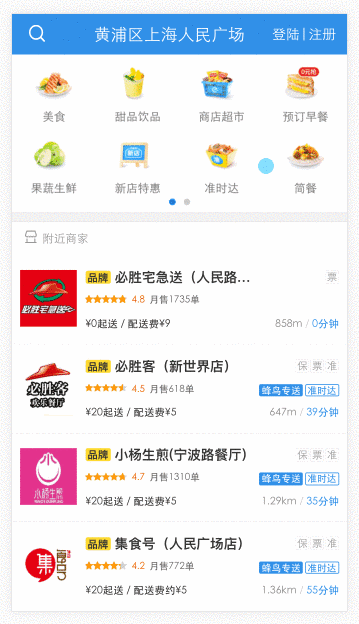 黄浦区上海人民广场 登陆|注册
0元抢
美食 甜品饮品 商店超市 预订早餐
果蔬生鲜 新店特惠 准时达 简餐
附近商家
品牌 必胜宅急送（人民路... 票
必胜宅急送
4.8 月售1735单
¥0起送 / 配送费¥9 858m / 0分钟
品牌 必胜客（新世界店） 保 票 准
必胜客
欢乐餐厅
4.5 月售618单 蜂鸟专送 准时达
¥20起送 / 配送费¥5 647m / 39分钟
品牌 小杨生煎(宁波路餐厅） 保 票 准
小杨生煎
4.7 月售1310单 蜂鸟专送 准时达
¥20起送 / 配送费¥5 1.29km / 35分钟
品牌 集食号（人民广场店） 保 票 准
集食号
4.2 月售772单 蜂鸟专送 准时达
¥20起送 / 配送费约¥5 1.36km / 55分钟